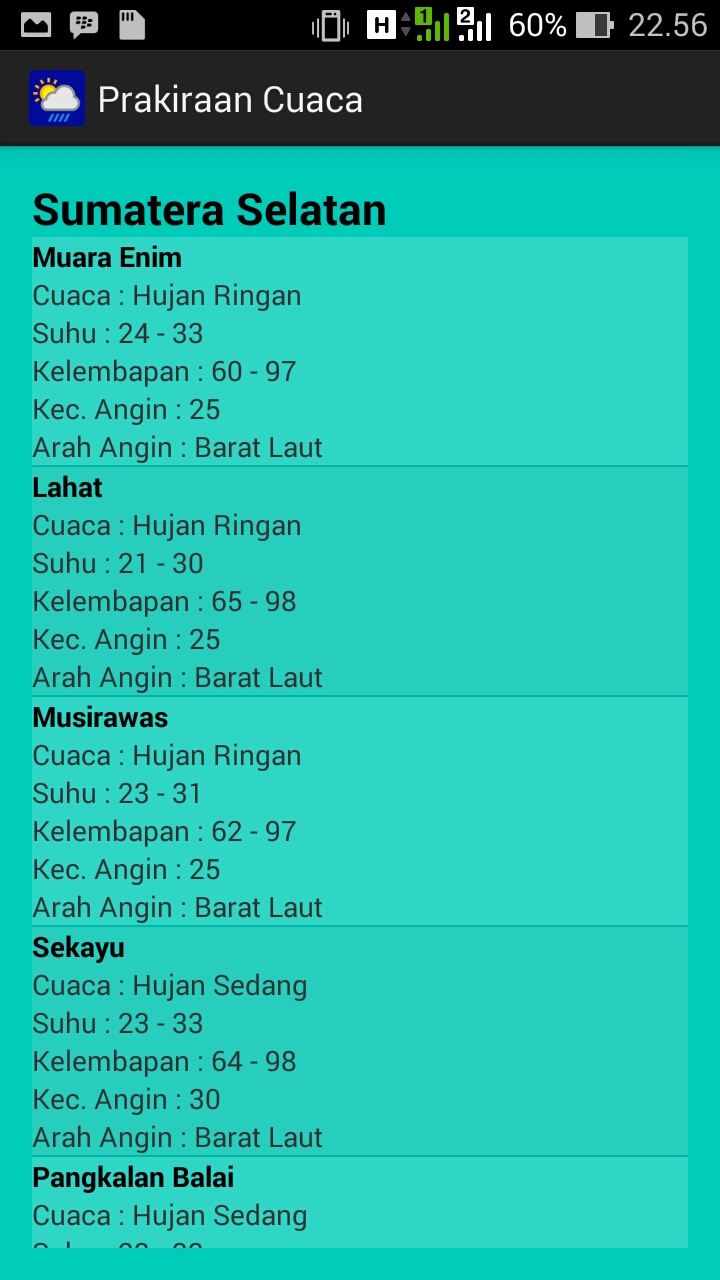 H 1 2 60% 22.56
Prakiraan Cuaca
Sumatera Selatan
Muara Enim
Cuaca : Hujan Ringan
Suhu : 24 - 33
Kelembapan : 60 - 97
Kec. Angin : 25
Arah Angin : Barat Laut
Lahat
Cuaca : Hujan Ringan
Suhu : 21 - 30
Kelembapan : 65 - 98
Kec. Angin : 25
Arah Angin : Barat Laut
Musirawas
Cuaca : Hujan Ringan
Suhu : 23 - 31
Kelembapan : 62 - 97
Kec. Angin : 25
Arah Angin : Barat Laut
Sekayu
Cuaca : Hujan Sedang
Suhu : 23 - 33
Kelembapan : 64 - 98
Kec. Angin : 30
Arah Angin : Barat Laut
Pangkalan Balai
Cuaca : Hujan Sedang